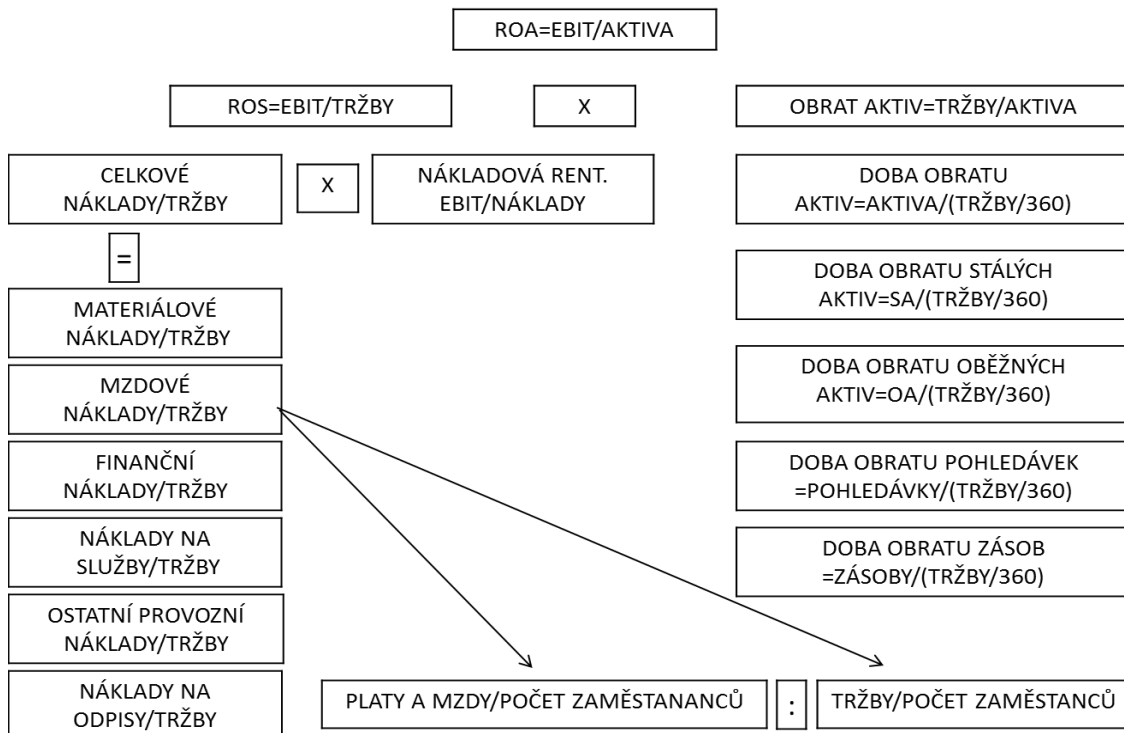 ROA=EBIT/AKTIVA
ROS=EBIT/TRŽBY
X
OBRAT AKTIV=TRŽBY/AKTIVA
CELKOVÉ
NÁKLADY/TRŽBY
X
NÁKLADOVÁ RENT.
EBIT/NÁKLADY
DOBA OBRATU
AKTIV=AKTIVA/(TRŽBY/360)
=
DOBA OBRATU STÁLÝCH
AKTIV=SA/(TRŽBY/360)
MATERIÁLOVÉ
NÁKLADY/TRŽBY
DOBA OBRATU OBĚŽNÝCH
AKTIV=OA/(TRŽBY/360)
MZDOVÉ
NÁKLADY/TRŽBY
FINANČNÍ
NÁKLADY/TRŽBY
DOBA OBRATU POHLEDÁVEK
=POHLEDÁVKY/(TRŽBY/360)
NÁKLADY NA
SLUŽBY/TRŽBY
DOBA OBRATU ZÁSOB
=ZÁSOBY/(TRŽBY/360)
OSTATNÍ PROVOZNÍ
NÁKLADY/TRŽBY
NÁKLADY NA
ODPISY/TRŽBY
PLATY A MZDY/POČET ZAMĚSTANANCŮ
:
TRŽBY/POČET ZAMĚSTANCŮ